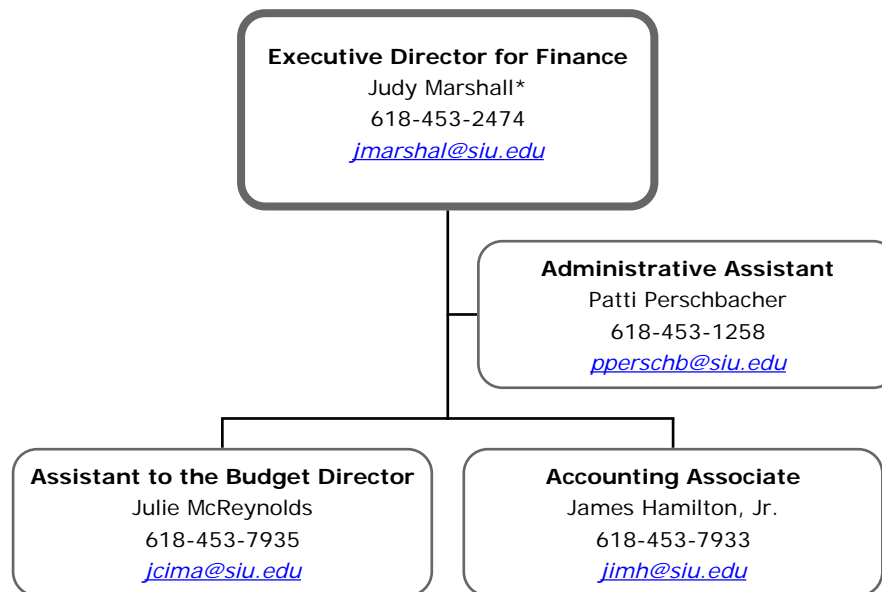 Executive Director for Finance
Judy Marshall*
618-453-2474
jmarshal@siu.edu
Administrative Assistant
Patti Perschbacher
618-453-1258
pperschb@siu.edu
Assistant to the Budget Director
Julie McReynolds
618-453-7935
jcima@siu.edu
Accounting Associate
James Hamilton, Jr.
618-453-7933
jimh@siu.edu